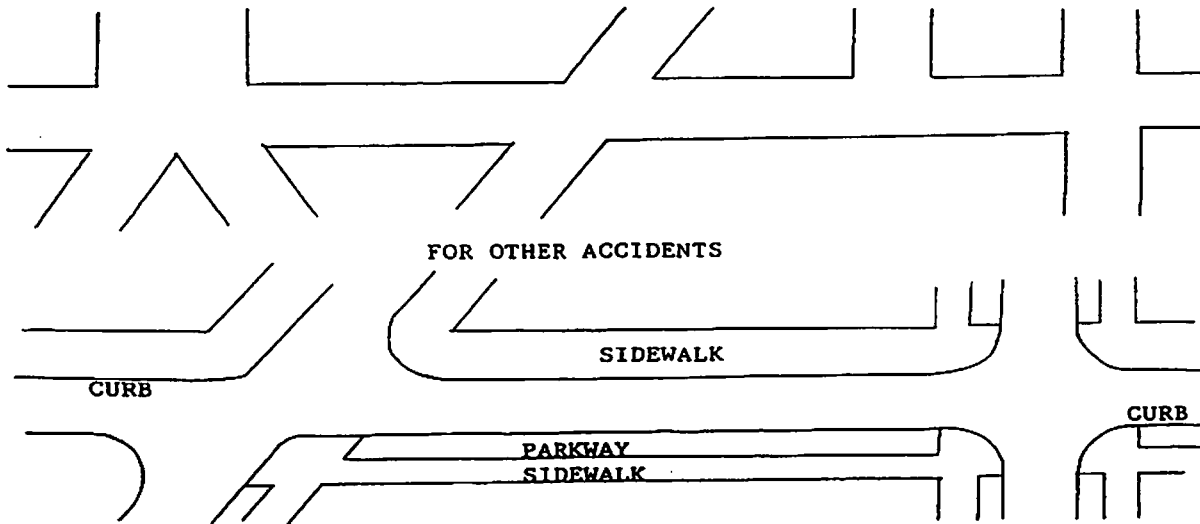 FOR OTHER ACCIDENTS
SIDEWALK
CURB
CURB
PARKWAY
SIDEWALK